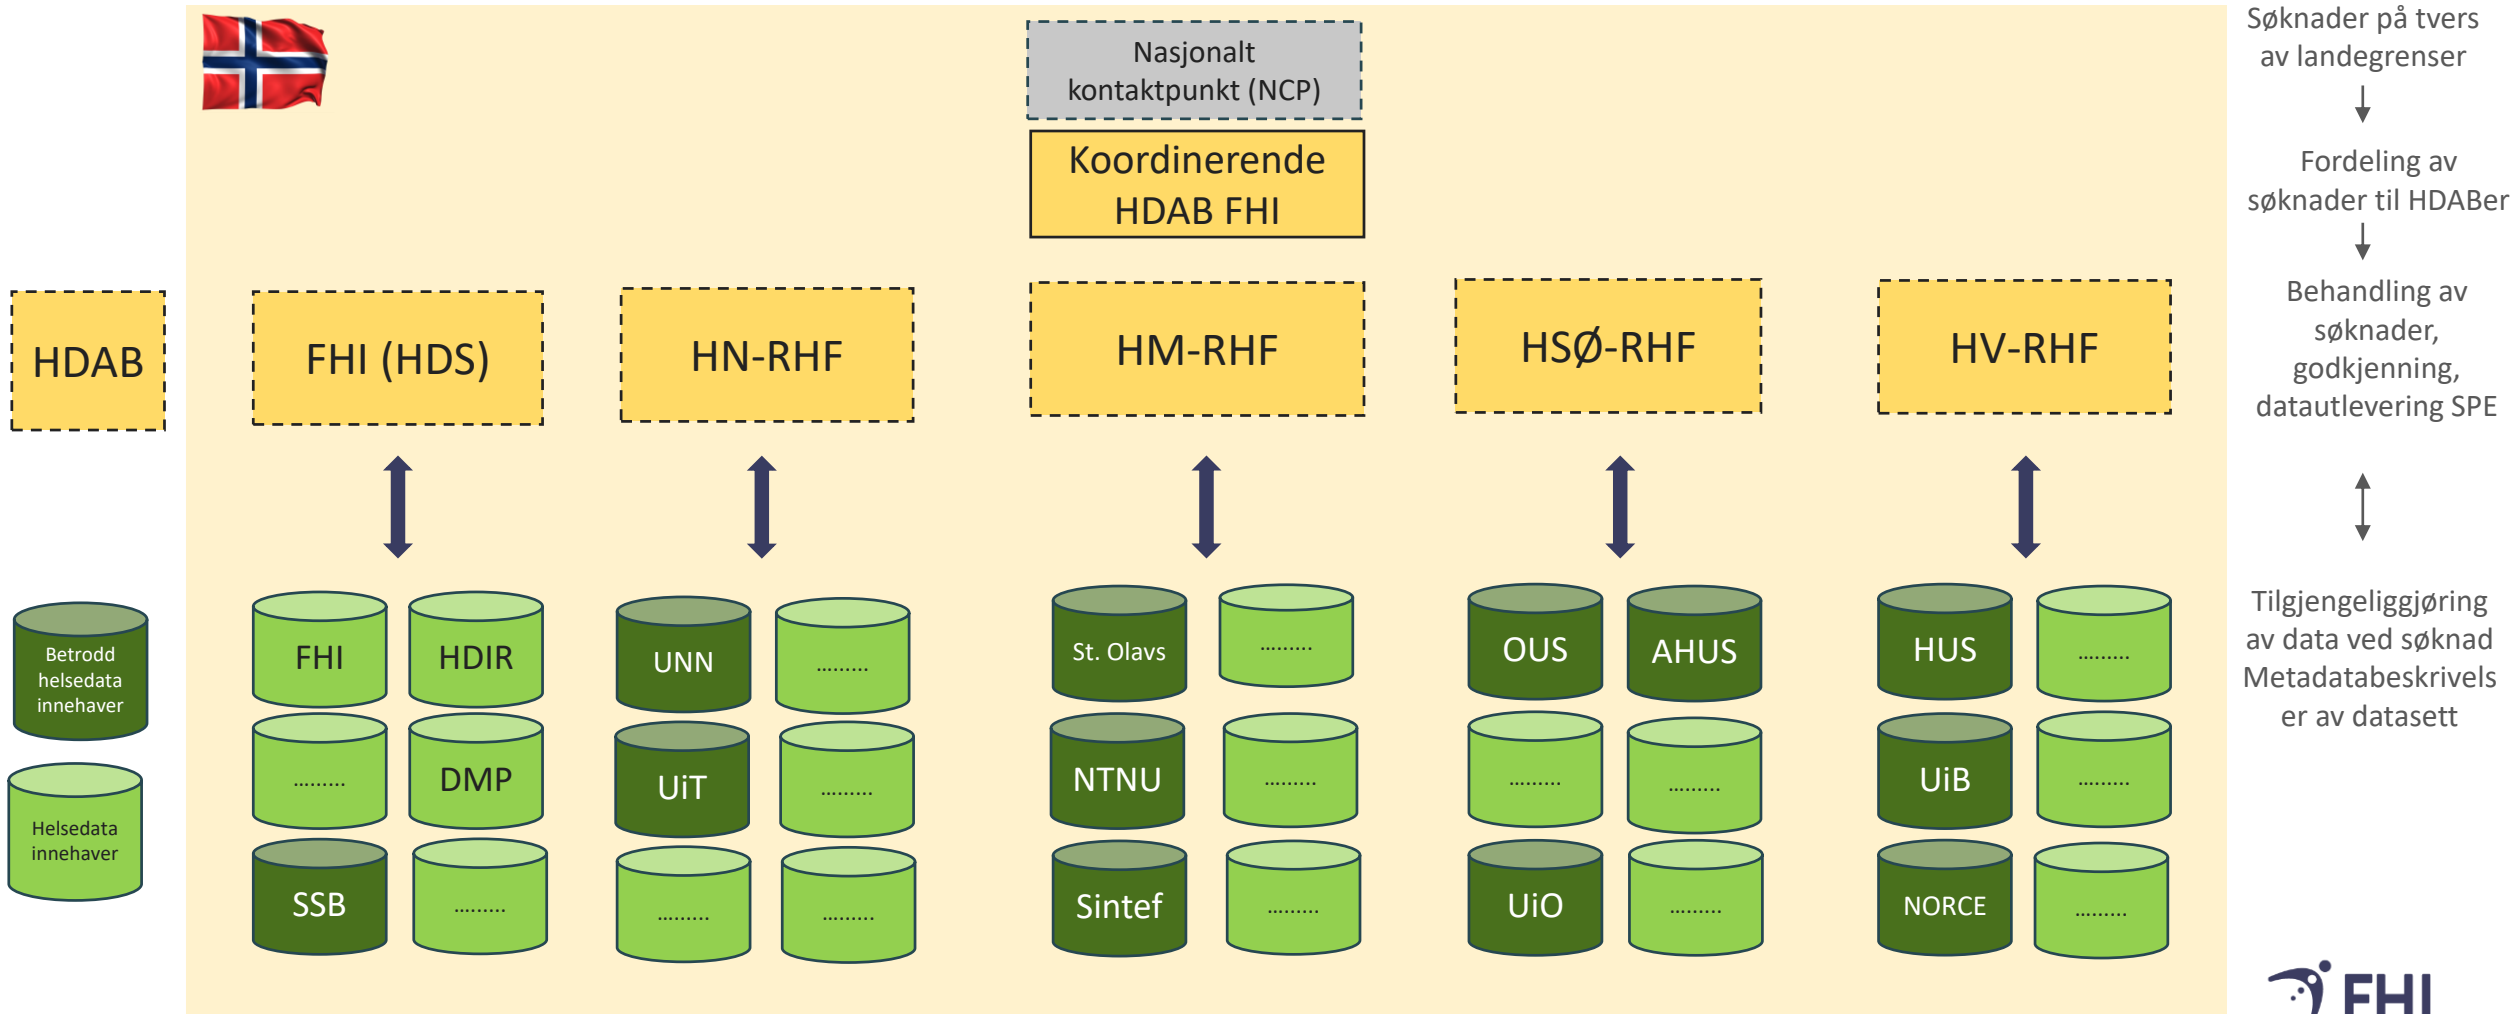 Nasjonalt
kontaktpunkt (NCP)
Koordinerende
HDAB FHI
Søknader på tvers
av landegrenser
Fordeling av
søknader til HDABer
HDAB
FHI (HDS)
HN-RHF
HM-RHF
HSØ-RHF
HV-RHF
Behandling av
søknader,
godkjenning,
datautlevering SPE
Betrodd
helsedata
innehaver
Helsedata
innehaver
FHI
HDIR
.........
DMP
SSB
.........
UNN
.........
UiT
.........
.........
.........
St. Olavs
.........
NTNU
.........
Sintef
.........
OUS
AHUS
.........
.........
UiO
.........
HUS
.........
UiB
.........
NORCE
.........
Tilgjengeliggjøring
av data ved søknad
Metadatabeskrivels
er av datasett
FHI